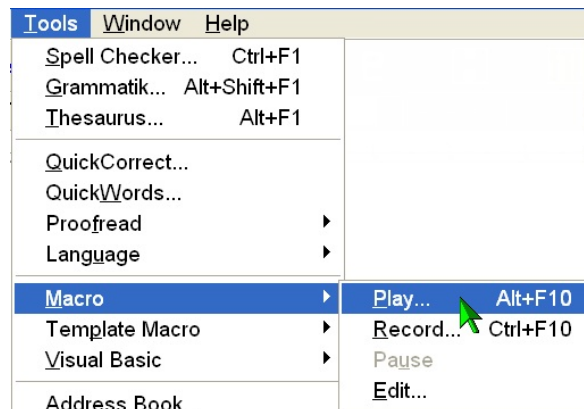 Tools Window Help
Spell Checker... Ctrl+F1
Grammatik... Alt+Shift+F1
Thesaurus... Alt+F1
QuickCorrect...
QuickWords...
Proofread
Language
Macro
Template Macro
Visual Basic
Address Book
Play... Alt+F10
Record... Ctrl+F10
Pause
Edit...